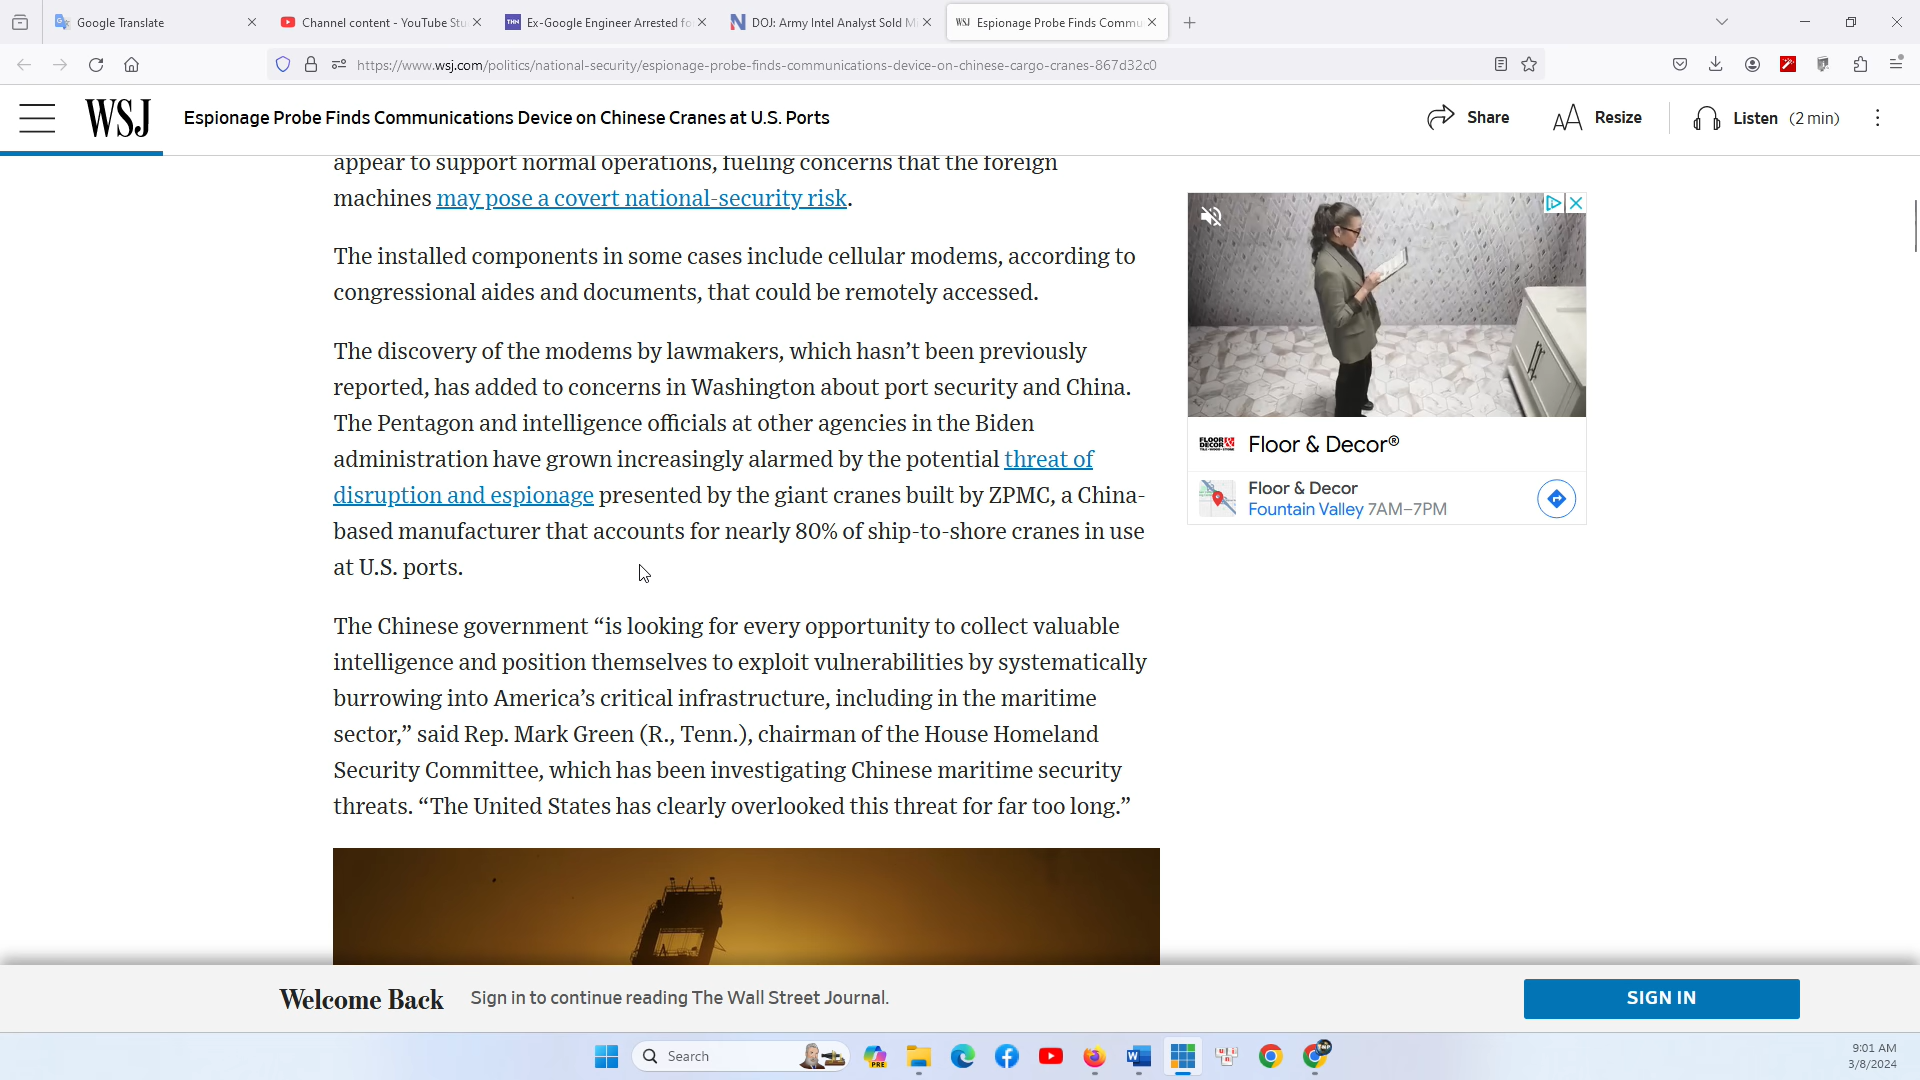 Google Translate
Channel content - YouTube Stu
THN
Ex-Google Engineer Arrested fo
DOJ: Army Intel Analyst Sold M
WSJ
Espionage Probe Finds Commu
https://www.wsj.com/politics/national-security/espionage-probe-finds-communications-device-on-chinese-cargo-cranes-867d32c0
WSJ
Espionage Probe Finds Communications Device on Chinese Cranes at U.S. Ports
Share
Resize
Listen (2 min)
appear to support normal operations, fueling concerns that the foreign
machines may pose a covert national-security risk.
The installed components in some cases include cellular modems, according to
congressional aides and documents, that could be remotely accessed.
The discovery of the modems by lawmakers, which hasn’t been previously
reported, has added to concerns in Washington about port security and China.
The Pentagon and intelligence officials at other agencies in the Biden
administration have grown increasingly alarmed by the potential threat of
disruption and espionage presented by the giant cranes built by ZPMC, a China-
based manufacturer that accounts for nearly 80% of ship-to-shore cranes in use
at U.S. ports.
The Chinese government “is looking for every opportunity to collect valuable
intelligence and position themselves to exploit vulnerabilities by systematically
burrowing into America’s critical infrastructure, including in the maritime
sector,” said Rep. Mark Green (R., Tenn.), chairman of the House Homeland
Security Committee, which has been investigating Chinese maritime security
threats. “The United States has clearly overlooked this threat for far too long.”
FLOOR & DECOR
Floor & Decor®
Floor & Decor
Fountain Valley 7AM–7PM
Welcome Back
Sign in to continue reading The Wall Street Journal.
SIGN IN
Search
PRE
9:01 AM
3/8/2024